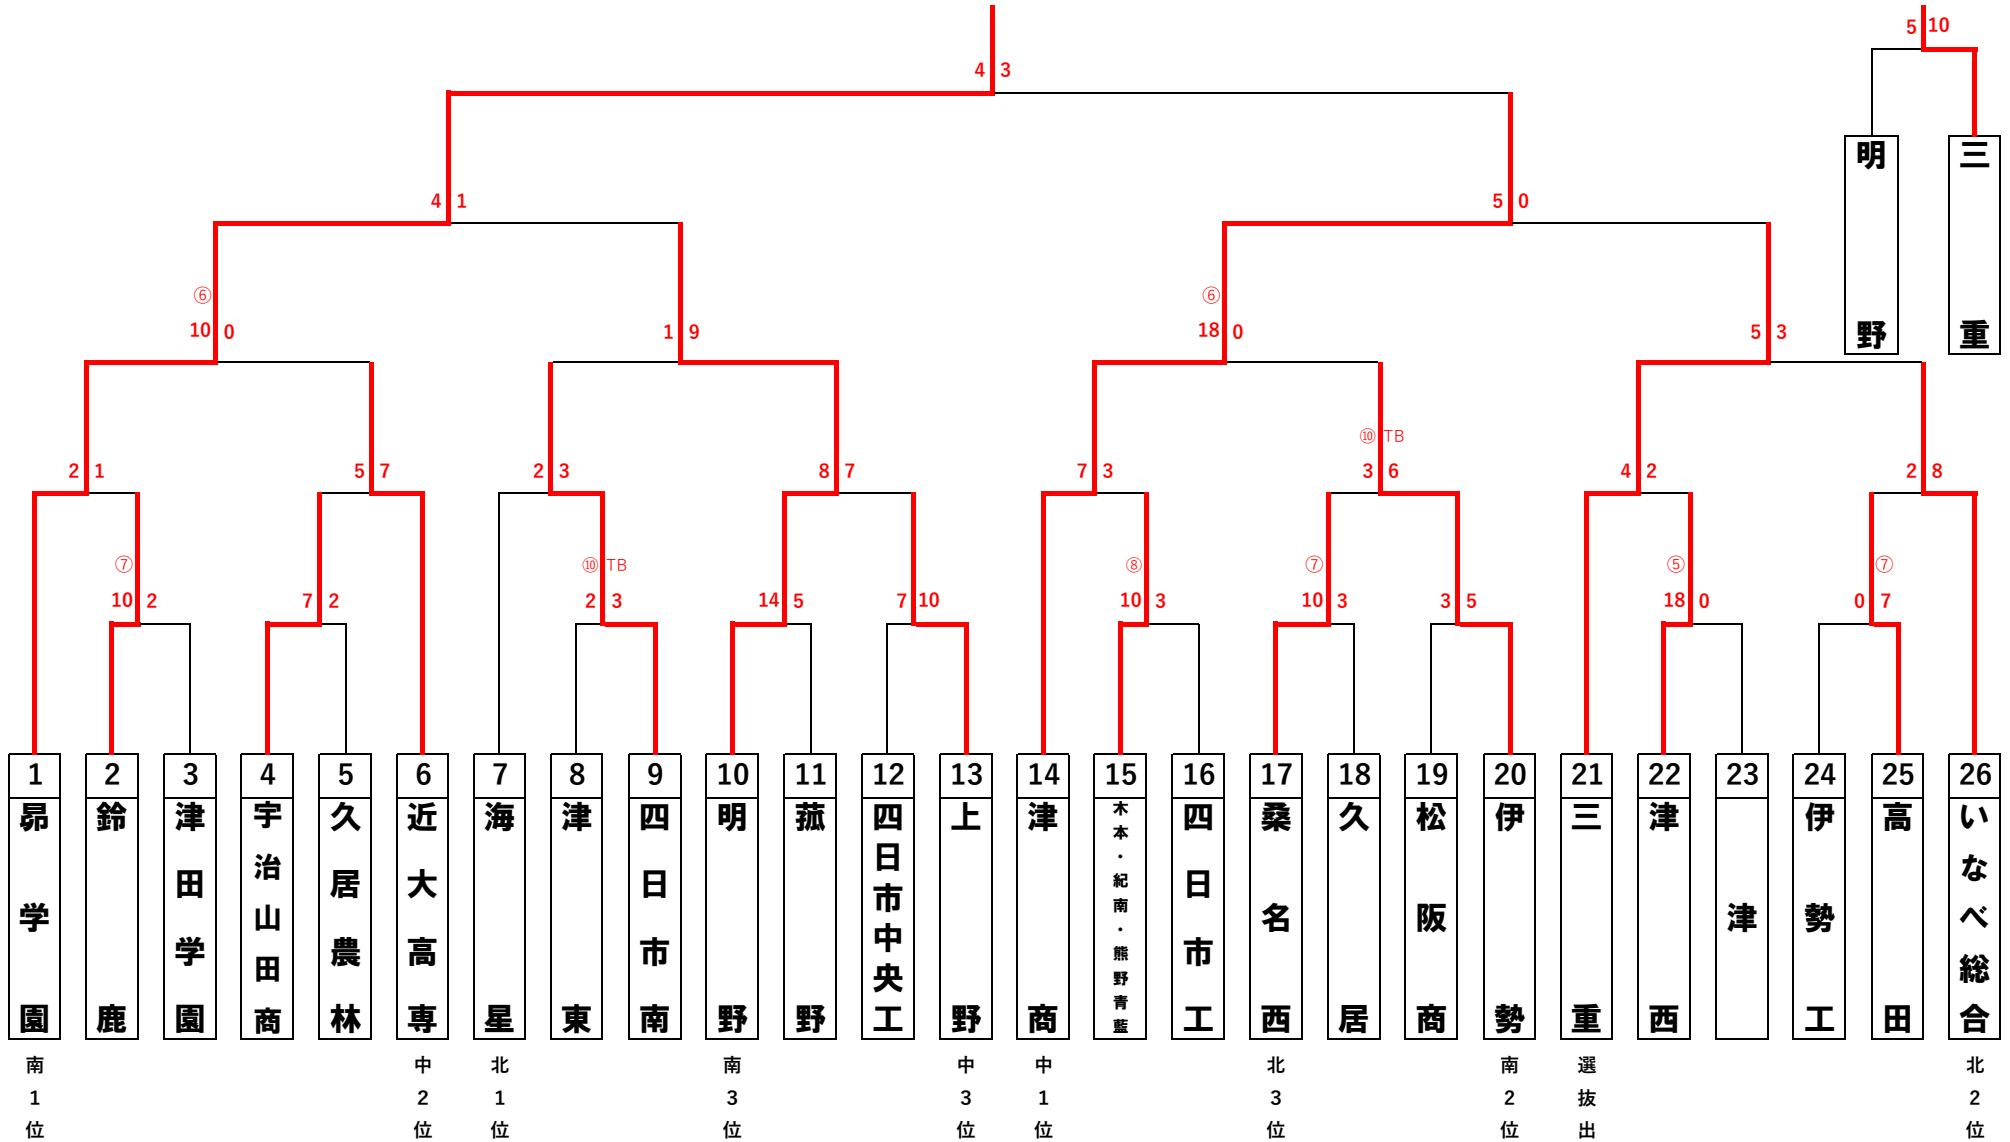 5 10
4 3
明野
三重
4 1
5 0
⑥
⑥
10 0
1 9
18 0
5 3
⑩ TB
2 1
5 7
2 3
8 7
7 3
3 6
4 2
2 8
⑦
⑩ TB
⑧
⑦
⑤
⑦
10 2
7 2
2 3
14 5
7 10
10 3
10 3
3 5
18 0
0 7
1 昴学園 南1位
2 鈴鹿
3 津田学園
4 宇治山田商
5 久居農林
6 近大高専 中2位
7 海星 北1位
8 津東
9 四日市南
10 明野 南3位
11 菰野
12 四日市中央工
13 上野 中3位
14 津商 中1位
15 木本・紀南・熊野青藍
16 四日市工
17 桑名西 北3位
18 久居
19 松阪商
20 伊勢 南2位
21 三重 選抜出
22 津西
23 津
24 伊勢工
25 高田
26 いなべ総合 北2位